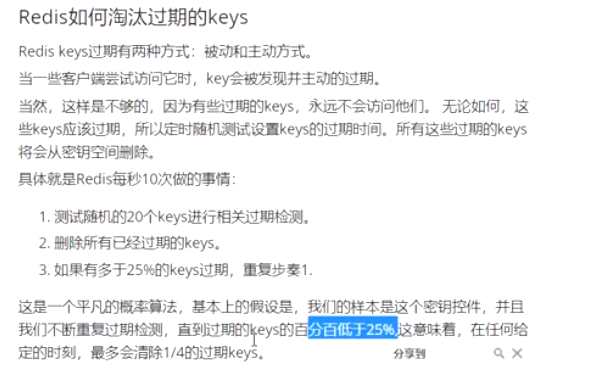 Redis如何淘汰过期的keys
Redis keys过期有两种方式：被动和主动方式。
当一些客户端尝试访问它时，key会被发现并主动的过期。
当然，这样是不够的，因为有些过期的keys，永远不会访问他们。 无论如何，这
些keys应该过期，所以定时随机测试设置keys的过期时间。所有这些过期的keys
将会从密钥空间删除。
具体就是Redis每秒10次做的事情：
1. 测试随机的20个keys进行相关过期检测。
2. 删除所有已经过期的keys。
3. 如果有多于25%的keys过期，重复步奏1.
这是一个平凡的概率算法，基本上的假设是，我们的样本是这个密钥控件，并且
我们不断重复过期检测，直到过期的keys的百分百低于25%,这意味着，在任何给
定的时刻，最多会清除1/4的过期keys。
分享到